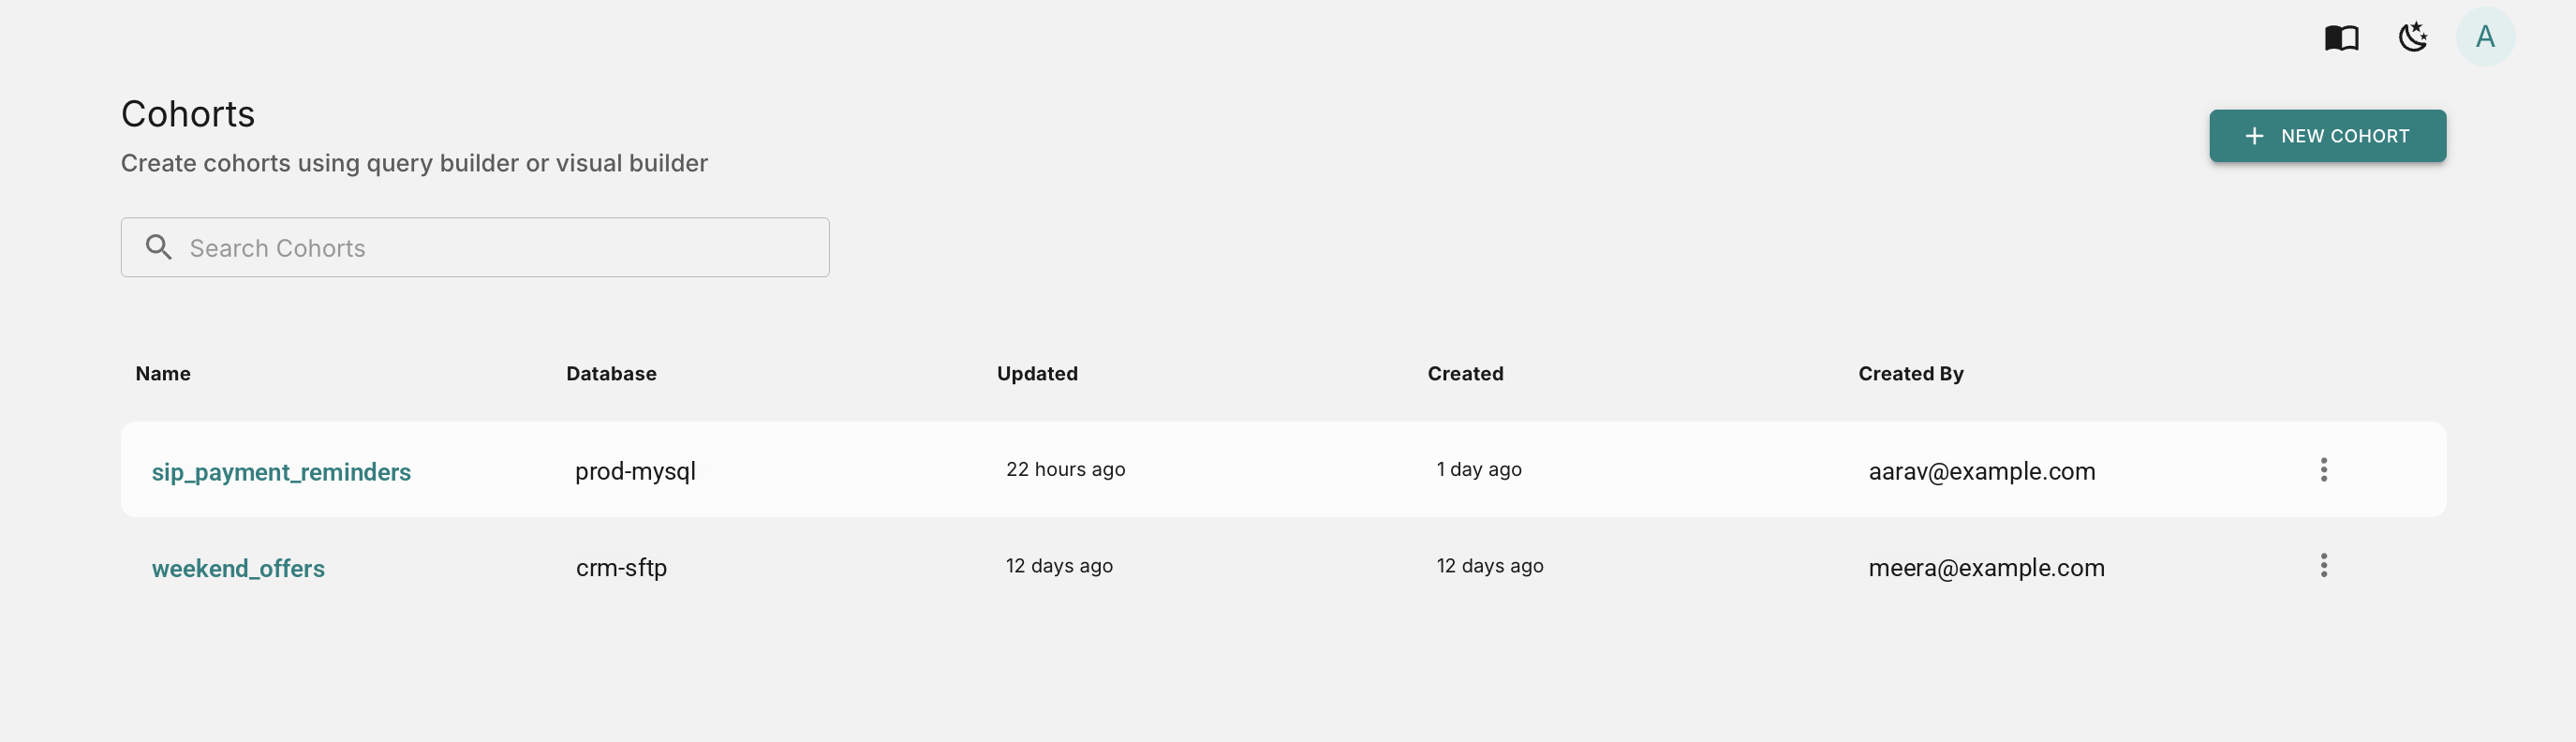 A
Cohorts
Create cohorts using query builder or visual builder
NEW COHORT
Search Cohorts
Name Database Updated Created Created By
sip_payment_reminders prod-mysql 22 hours ago 1 day ago aarav@example.com
weekend_offers crm-sftp 12 days ago 12 days ago meera@example.com